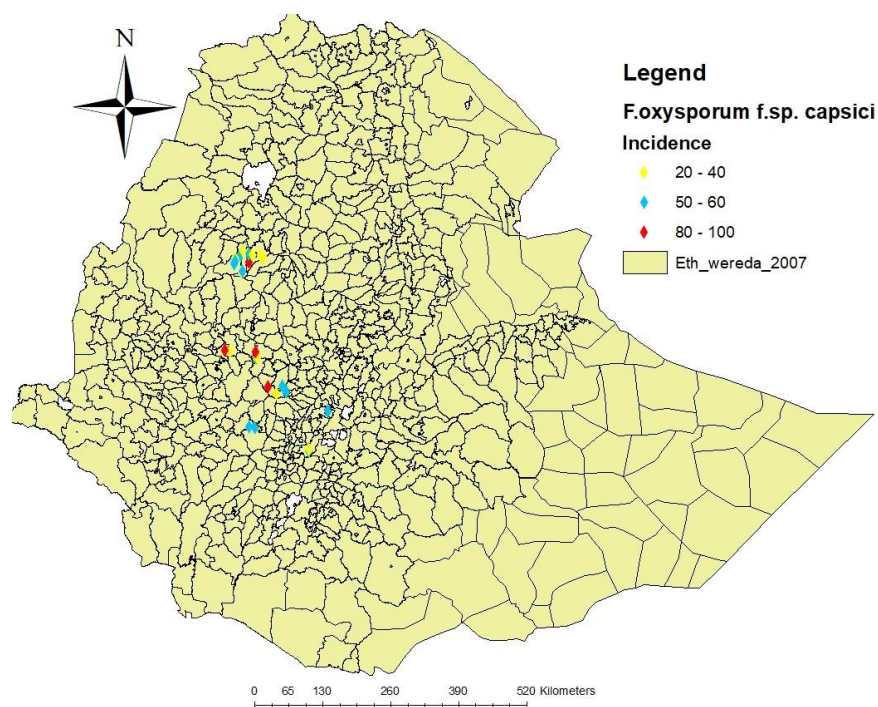 N
Legend
F.oxysporum f.sp. capsici
Incidence
20 - 40
50 - 60
80 - 100
Eth_wereda_2007
0 65 130 260 390 520 Kilometers